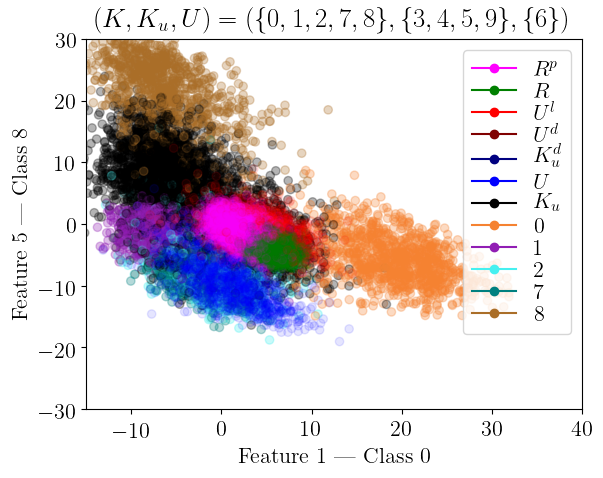 (K, K_u, U) = ({0, 1, 2, 7, 8}, {3, 4, 5, 9}, {6})
30
20
10
0
−10
−20
−30
Feature 5 — Class 8
R^p
R
U^l
U^d
K_u^d
U
K_u
0
1
2
7
8
−10
0
10
20
30
40
Feature 1 — Class 0